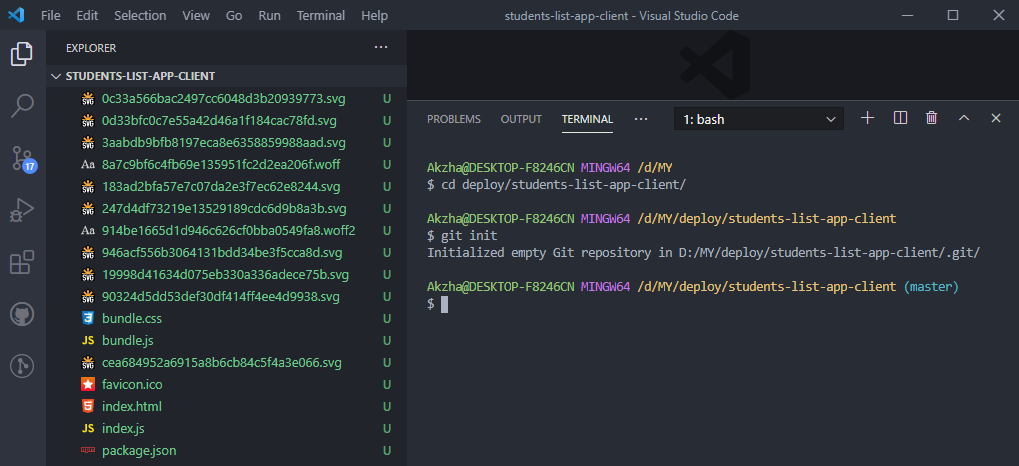 File Edit Selection View Go Run Terminal Help students-list-app-client - Visual Studio Code
EXPLORER
STUDENTS-LIST-APP-CLIENT
0c33a566bac2497cc6048d3b20939773.svg U
0d33bfc0c7e55a42d46a1f184cac78fd.svg U
3aabdb9bfb8197eca8e6358859988aad.svg U
Aa 8a7c9bf6c4fb69e135951fc2d2ea206f.woff U
183ad2bfa57e7c07da2e3f7ec62e8244.svg U
247d4df73219e13529189cdc6d9b8a3b.svg U
Aa 914be1665d1d946c626cf0bba0549fa8.woff2 U
946acf556b3064131bdd34be3f5cca8d.svg U
19998d41634d075eb330a336adece75b.svg U
90324d5dd53def30df414ff4ee4d9938.svg U
bundle.css U
JS bundle.js U
cea684952a6915a8b6cb84c5f4a3e066.svg U
favicon.ico U
index.html U
JS index.js U
package.json U
17
PROBLEMS OUTPUT TERMINAL ··· 1: bash
Akzha@DESKTOP-F8246CN MINGW64 /d/MY
$ cd deploy/students-list-app-client/
Akzha@DESKTOP-F8246CN MINGW64 /d/MY/deploy/students-list-app-client
$ git init
Initialized empty Git repository in D:/MY/deploy/students-list-app-client/.git/
Akzha@DESKTOP-F8246CN MINGW64 /d/MY/deploy/students-list-app-client (master)
$